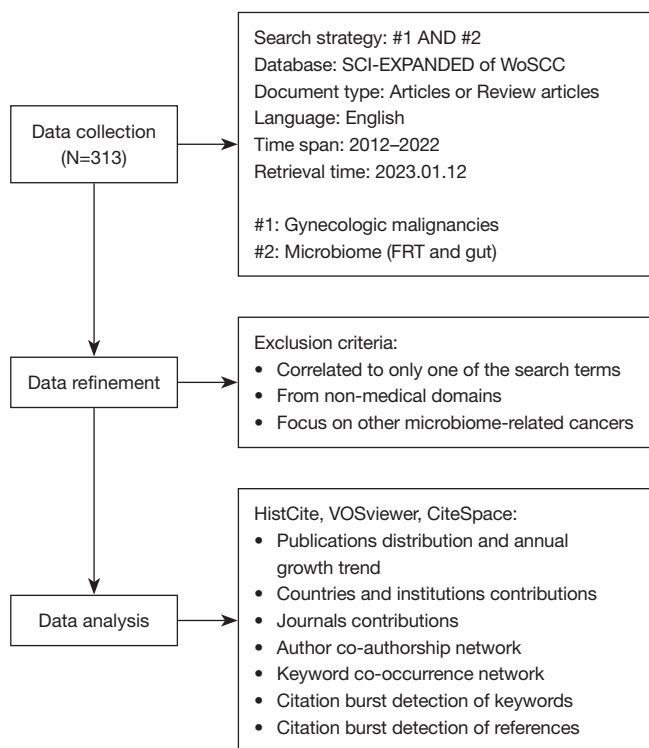 Data collection
(N=313)
Search strategy: #1 AND #2
Database: SCI-EXPANDED of WoSCC
Document type: Articles or Review articles
Language: English
Time span: 2012–2022
Retrieval time: 2023.01.12
#1: Gynecologic malignancies
#2: Microbiome (FRT and gut)
Data refinement
Exclusion criteria:
• Correlated to only one of the search terms
• From non-medical domains
• Focus on other microbiome-related cancers
Data analysis
HistCite, VOSviewer, CiteSpace:
• Publications distribution and annual
growth trend
• Countries and institutions contributions
• Journals contributions
• Author co-authorship network
• Keyword co-occurrence network
• Citation burst detection of keywords
• Citation burst detection of references